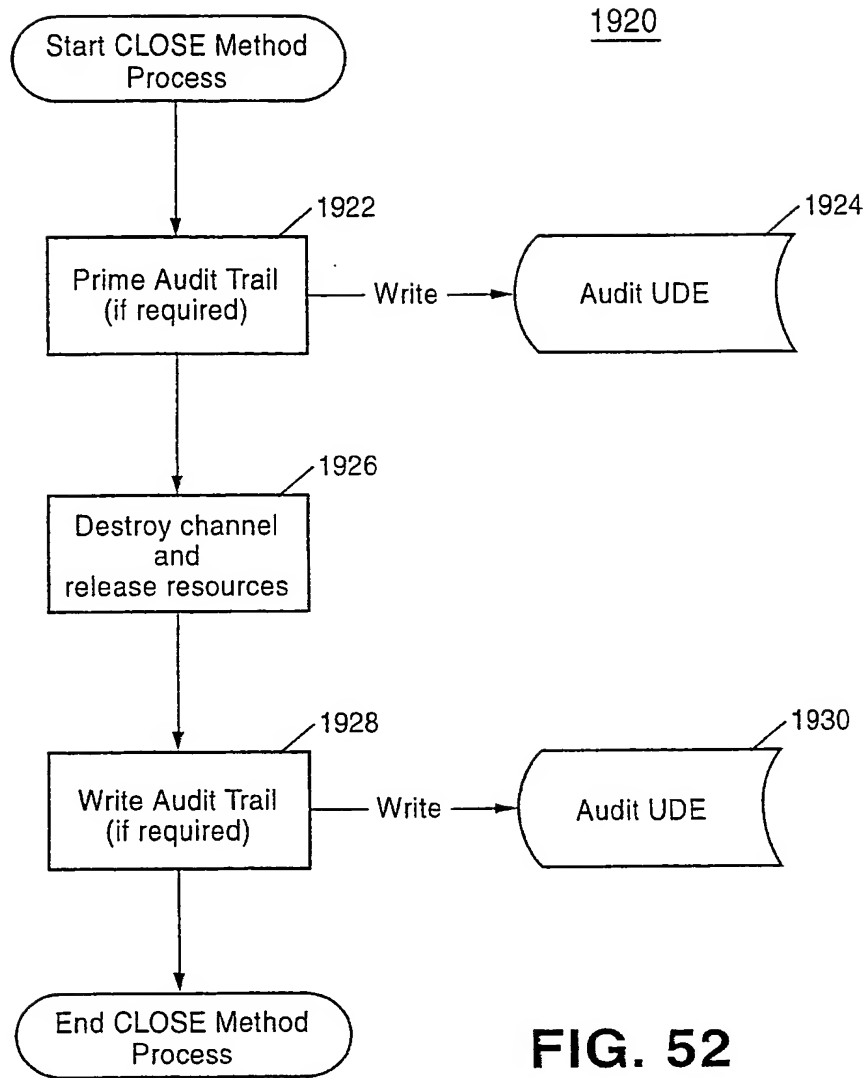 1920
Start CLOSE Method
Process
1922
1924
Prime Audit Trail
(if required)
Write
Audit UDE
1926
Destroy channel
and
release resources
1928
1930
Write Audit Trail
(if required)
Write
Audit UDE
End CLOSE Method
Process
FIG. 52